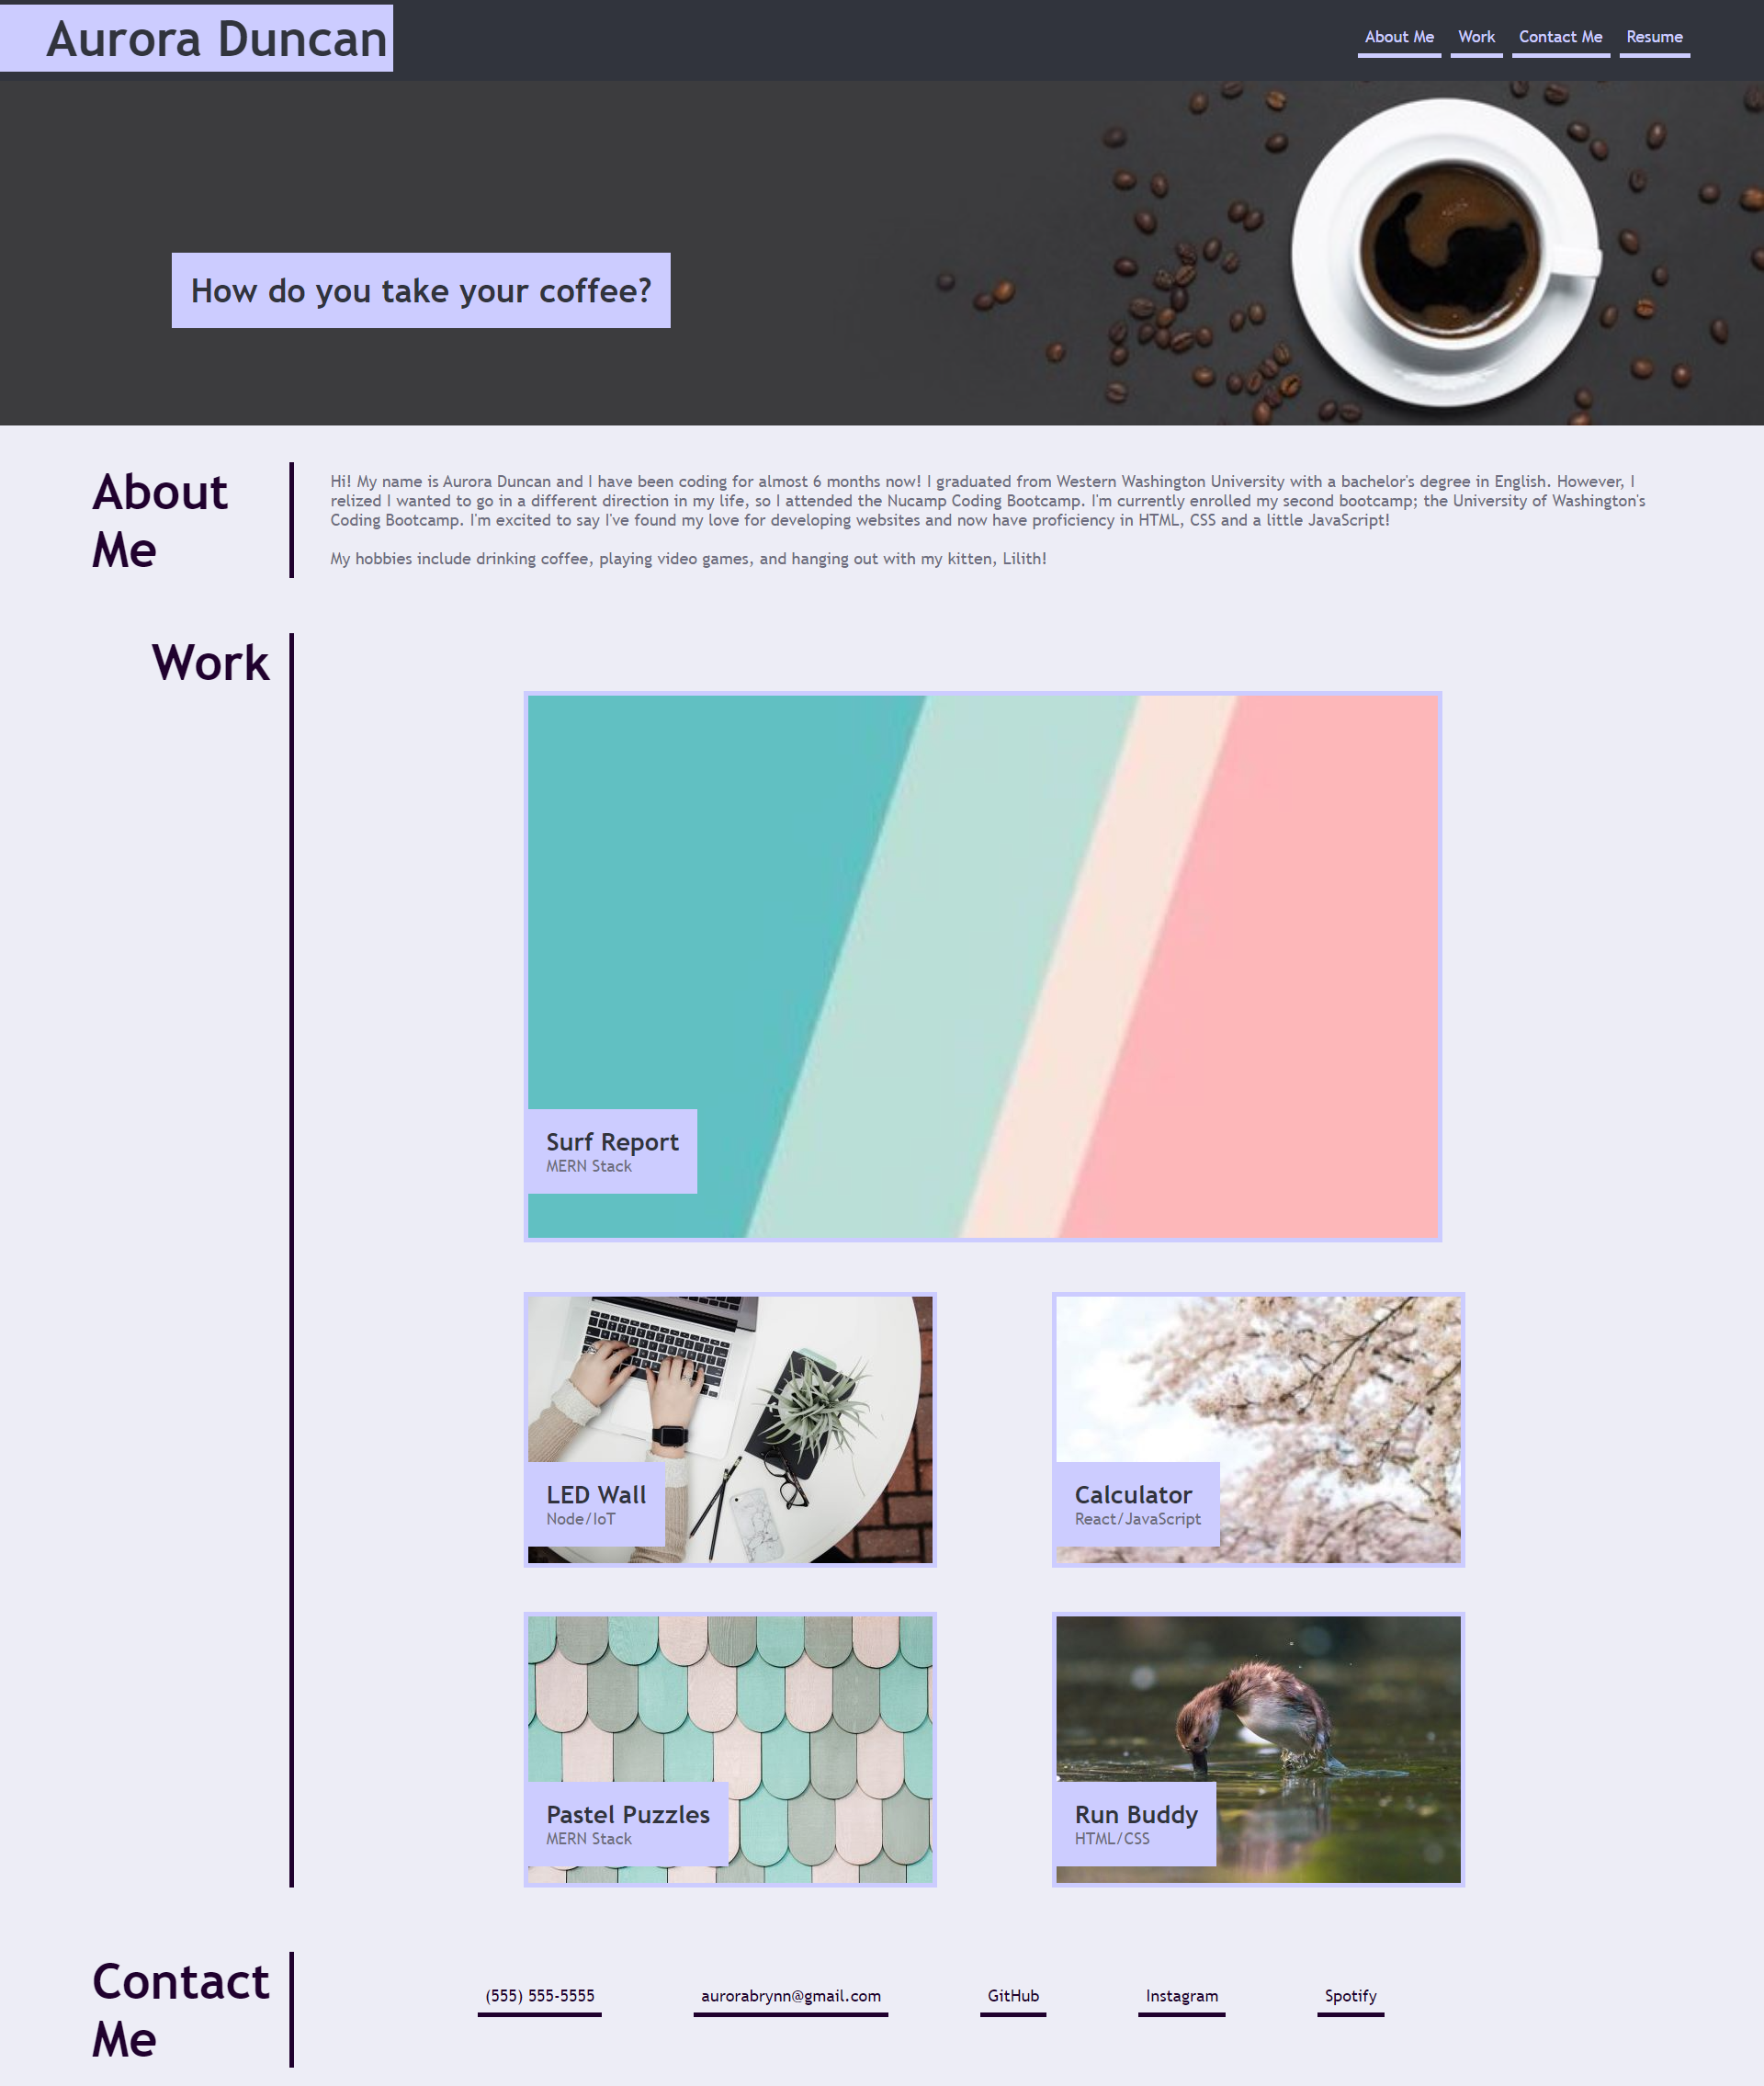 Aurora Duncan
About Me
Work
Contact Me
Resume
How do you take your coffee?
About
Me
Hi! My name is Aurora Duncan and I have been coding for almost 6 months now! I graduated from Western Washington University with a bachelor's degree in English. However, I
relized I wanted to go in a different direction in my life, so I attended the Nucamp Coding Bootcamp. I'm currently enrolled my second bootcamp; the University of Washington's
Coding Bootcamp. I'm excited to say I've found my love for developing websites and now have proficiency in HTML, CSS and a little JavaScript!
My hobbies include drinking coffee, playing video games, and hanging out with my kitten, Lilith!
Work
Surf Report
MERN Stack
LED Wall
Node/IoT
Calculator
React/JavaScript
Pastel Puzzles
MERN Stack
Run Buddy
HTML/CSS
Contact
Me
(555) 555-5555
aurorabrynn@gmail.com
GitHub
Instagram
Spotify